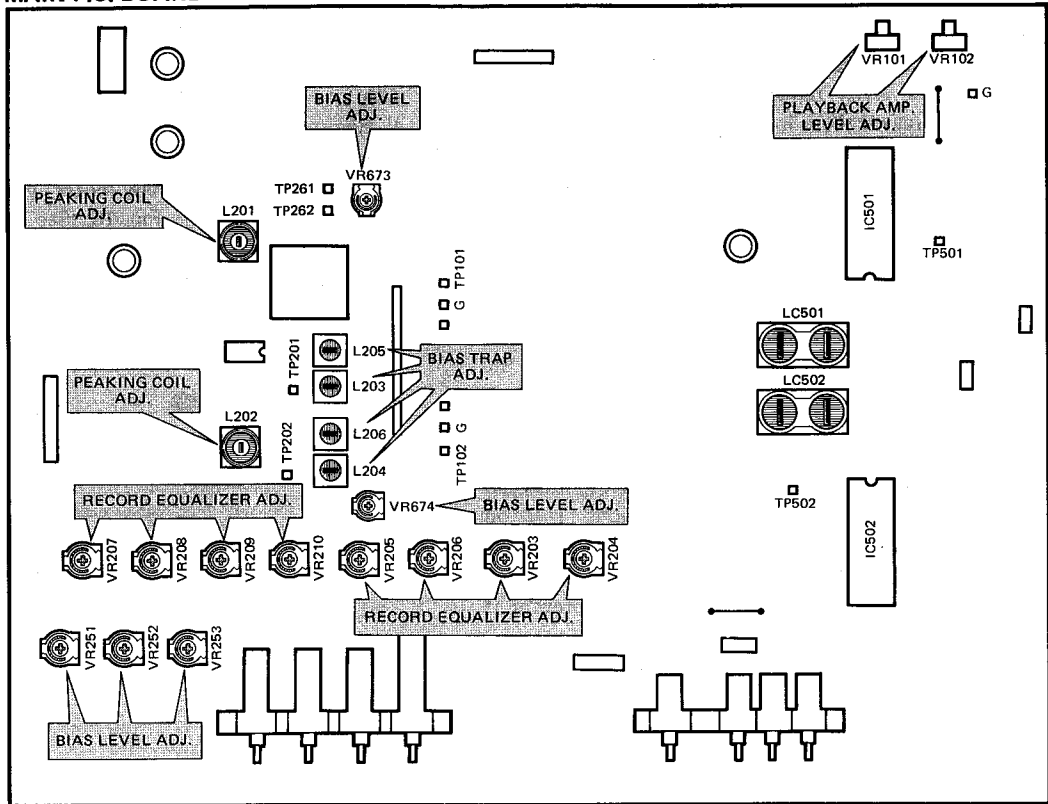 VR101
VR102
BIAS LEVEL
ADJ.
PLAYBACK AMP.
LEVEL ADJ.
G
VR673
TP261
TP262
PEAKING COIL
ADJ.
L201
IC501
TP501
TP101
G
LC501
TP201
L205
BIAS TRAP
ADJ.
L203
PEAKING COIL
ADJ.
LC502
L202
L206
G
TP202
L204
TP102
RECORD EQUALIZER ADJ.
VR674
BIAS LEVEL ADJ.
TP502
IC502
VR207
VR208
VR209
VR210
VR205
VR206
VR203
VR204
RECORD EQUALIZER ADJ.
VR251
VR252
VR253
BIAS LEVEL ADJ.